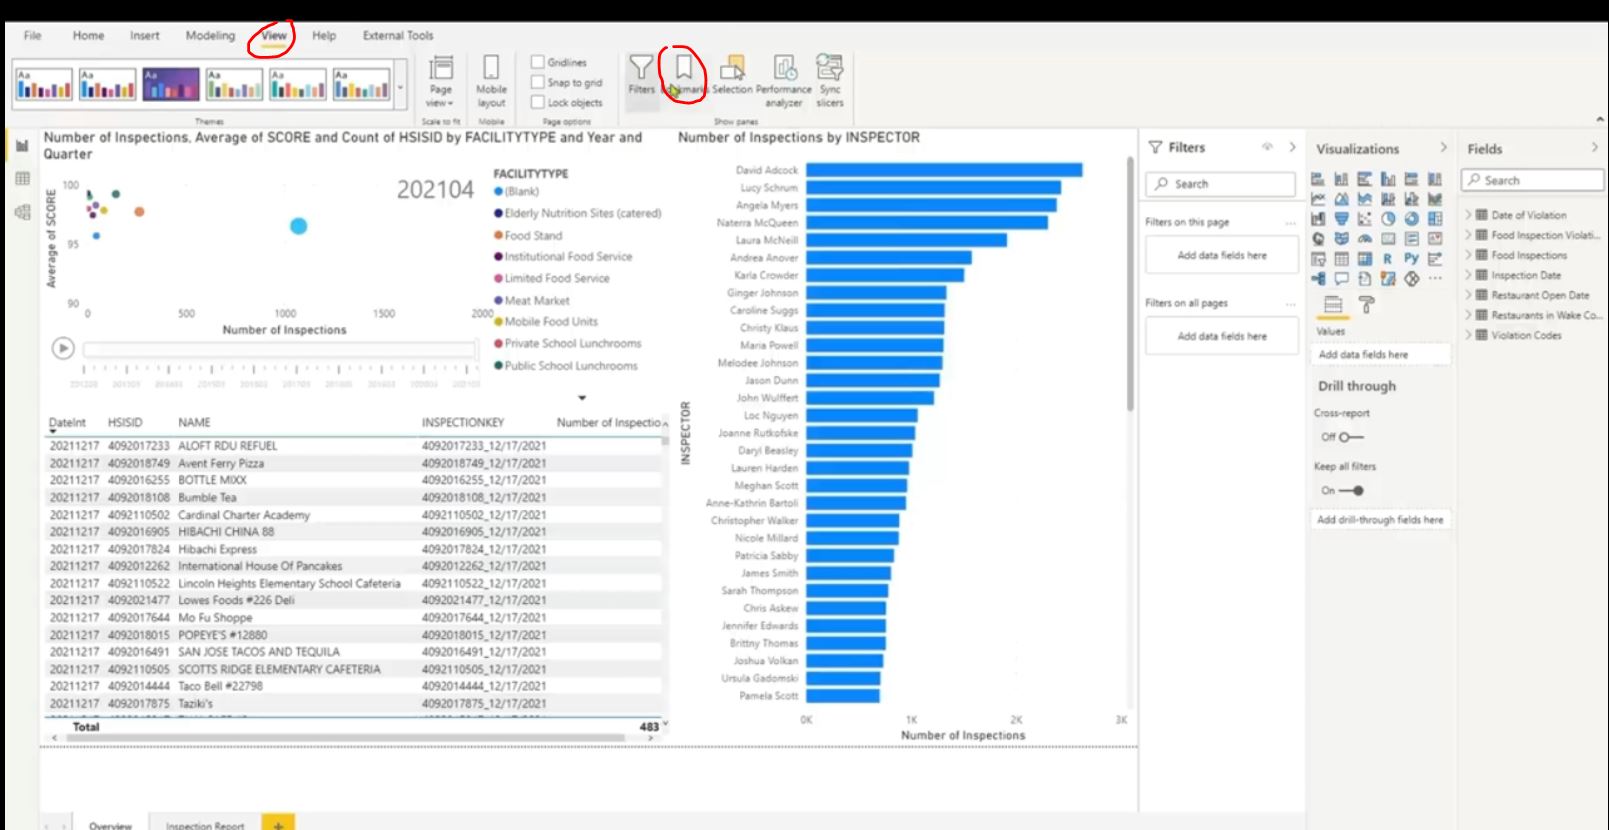 File Home Insert Modeling View Help External Tools
Aa Aa Aa Aa Aa Aa
Page view
Mobile layout
Gridlines
Snap to grid
Lock objects
Filters
Selection
Performance analyzer
Sync slicers
Themes
Scale to fit
Mobile
Page options
Show panes
Number of Inspections, Average of SCORE and Count of HSISID by FACILITYTYPE and Year and
Quarter
202104
Average of SCORE
100
95
90
0 500 1000 1500 2000
Number of Inspections
FACILITYTYPE
(Blank)
Elderly Nutrition Sites (catered)
Food Stand
Institutional Food Service
Limited Food Service
Meat Market
Mobile Food Units
Private School Lunchrooms
Public School Lunchrooms
DateInt HSISID NAME INSPECTIONKEY Number of Inspectio
20211217 4092017233 ALOFT RDU REFUEL 4092017233_12/17/2021
20211217 4092018749 Avent Ferry Pizza 4092018749_12/17/2021
20211217 4092016255 BOTTLE MIXX 4092016255_12/17/2021
20211217 4092018108 Bumble Tea 4092018108_12/17/2021
20211217 4092110502 Cardinal Charter Academy 4092110502_12/17/2021
20211217 4092016905 HIBACHI CHINA 88 4092016905_12/17/2021
20211217 4092017824 Hibachi Express 4092017824_12/17/2021
20211217 4092012262 International House Of Pancakes 4092012262_12/17/2021
20211217 4092110522 Lincoln Heights Elementary School Cafeteria 4092110522_12/17/2021
20211217 4092021477 Lowes Foods #226 Deli 4092021477_12/17/2021
20211217 4092017644 Mo Fu Shoppe 4092017644_12/17/2021
20211217 4092018015 POPEYE'S #12880 4092018015_12/17/2021
20211217 4092016491 SAN JOSE TACOS AND TEQUILA 4092016491_12/17/2021
20211217 4092110505 SCOTTS RIDGE ELEMENTARY CAFETERIA 4092110505_12/17/2021
20211217 4092014444 Taco Bell #22798 4092014444_12/17/2021
20211217 4092017875 Taziki's 4092017875_12/17/2021
Total 483
Number of Inspections by INSPECTOR
INSPECTOR
David Adcock
Lucy Schrum
Angela Myers
Naterra McQueen
Laura McNeill
Andrea Anover
Karla Crowder
Ginger Johnson
Caroline Suggs
Christy Klaus
Maria Powell
Melodee Johnson
Jason Dunn
John Wulffert
Loc Nguyen
Joanne Rutkofske
Daryl Beasley
Lauren Harden
Meghan Scott
Anne-Kathrin Bartoli
Christopher Walker
Nicole Millard
Patricia Sabby
James Smith
Sarah Thompson
Chris Askew
Jennifer Edwards
Brittny Thomas
Joshua Volkan
Ursula Gadomski
Pamela Scott
0K 1K 2K 3K
Number of Inspections
Filters
Search
Filters on this page ...
Add data fields here
Filters on all pages ...
Add data fields here
Visualizations
R Py
Values
Add data fields here
Drill through
Cross-report
Off
Keep all filters
On
Add drill-through fields here
Fields
Search
Date of Violation
Food Inspection Violati...
Food Inspections
Inspection Date
Restaurant Open Date
Restaurants in Wake Co...
Violation Codes
Overview Inspection Report +